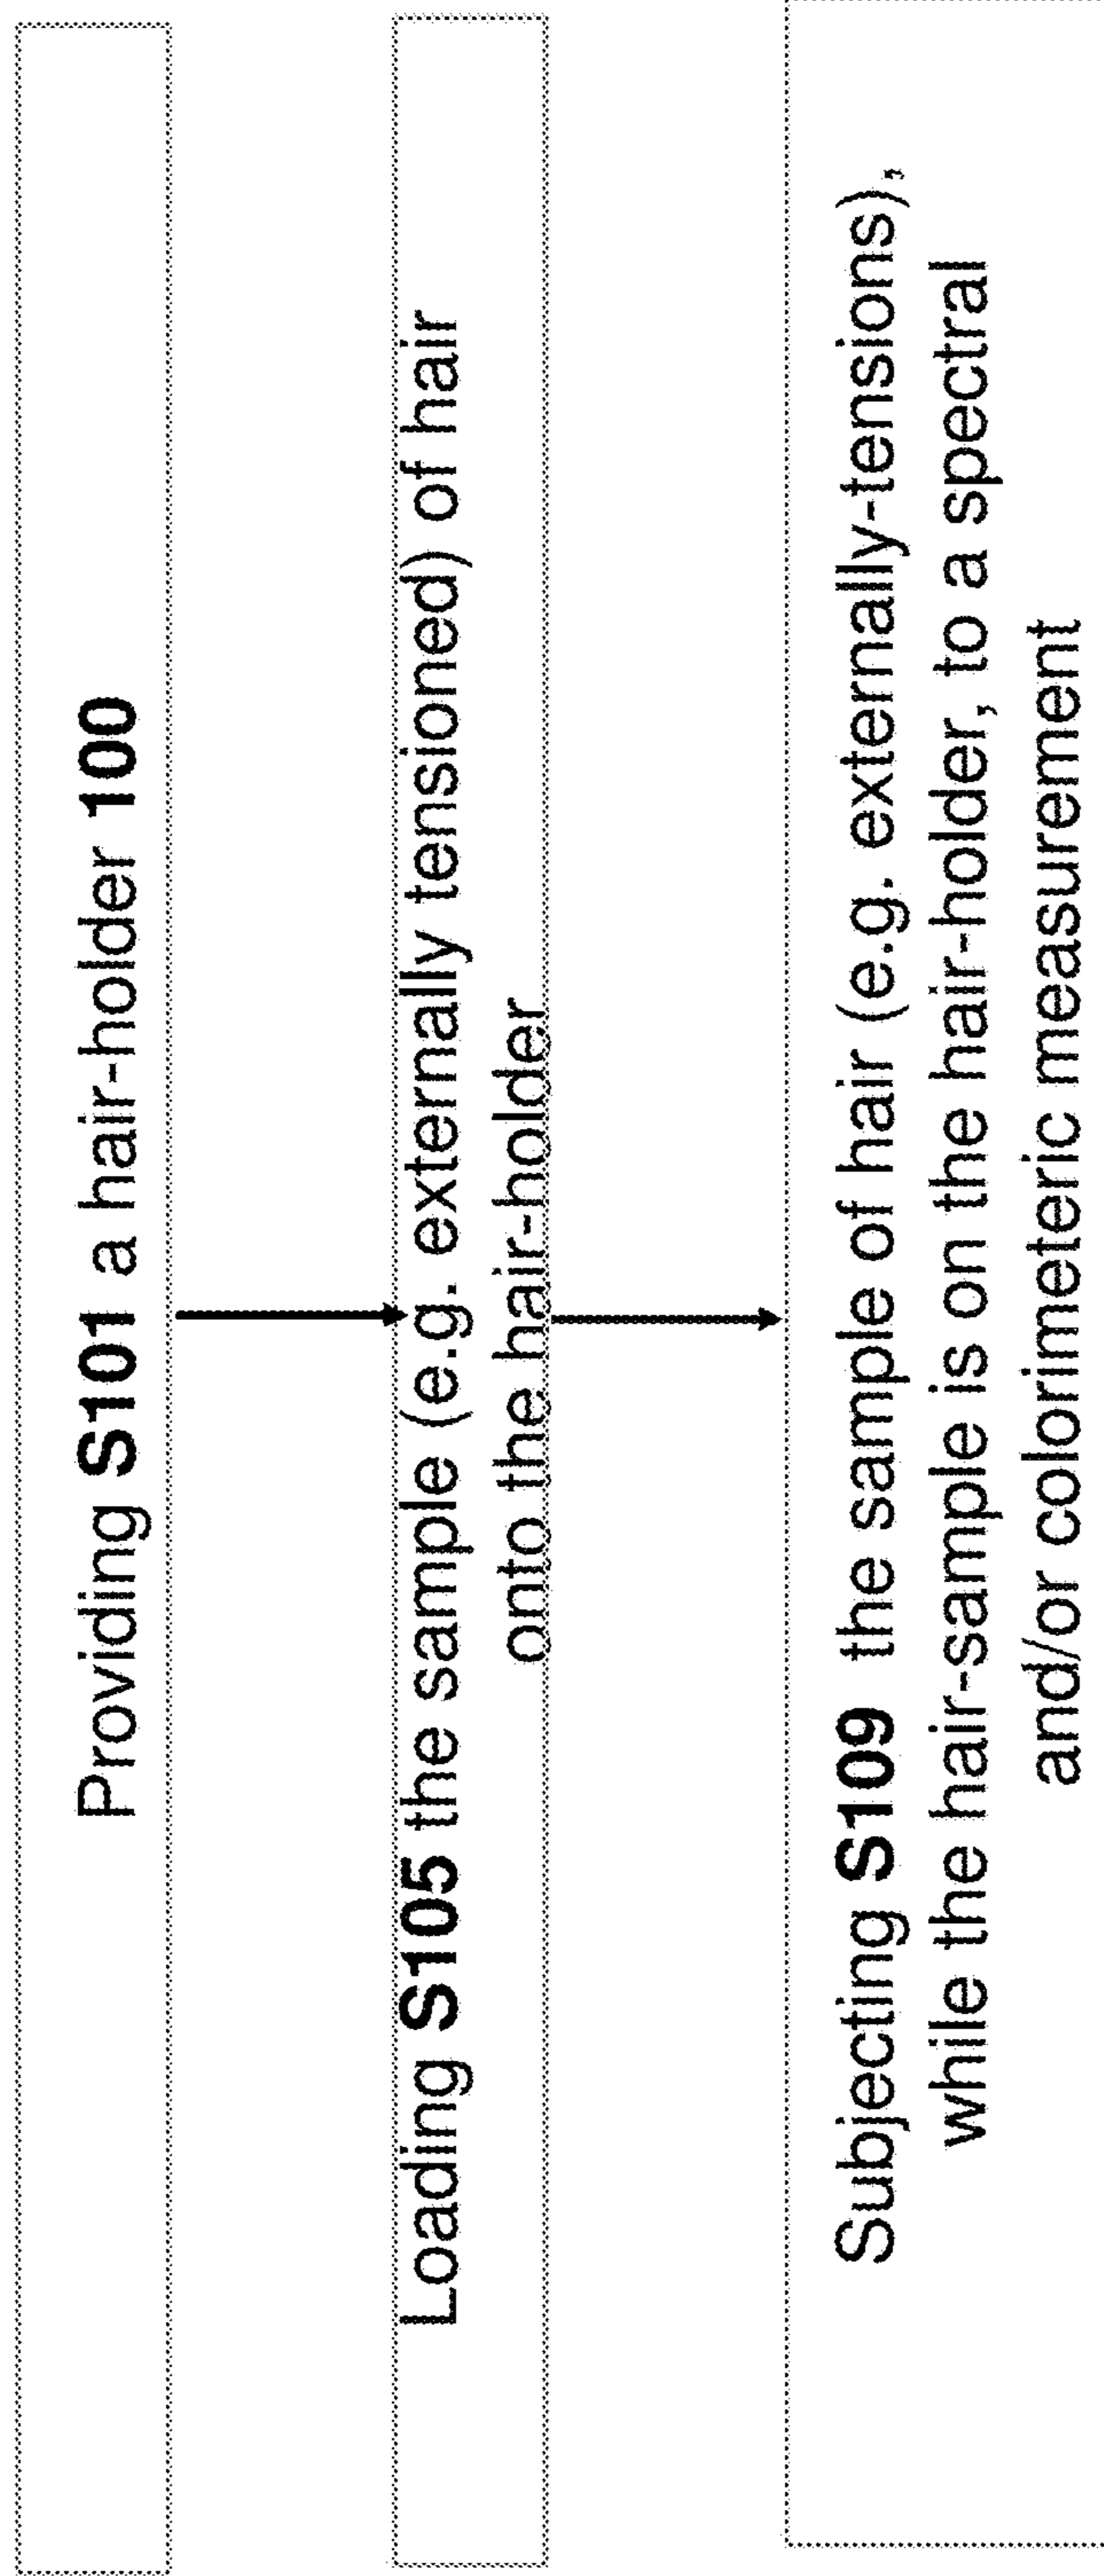 Providing S101 a hair-holder 100
Loading S105 the sample (e.g. externally tensioned) of hair
onto the hair-holder
Subjecting S109 the sample of hair (e.g. externally-tensions),
while the hair-sample is on the hair-holder, to a spectral
and/or colorimeteric measurement